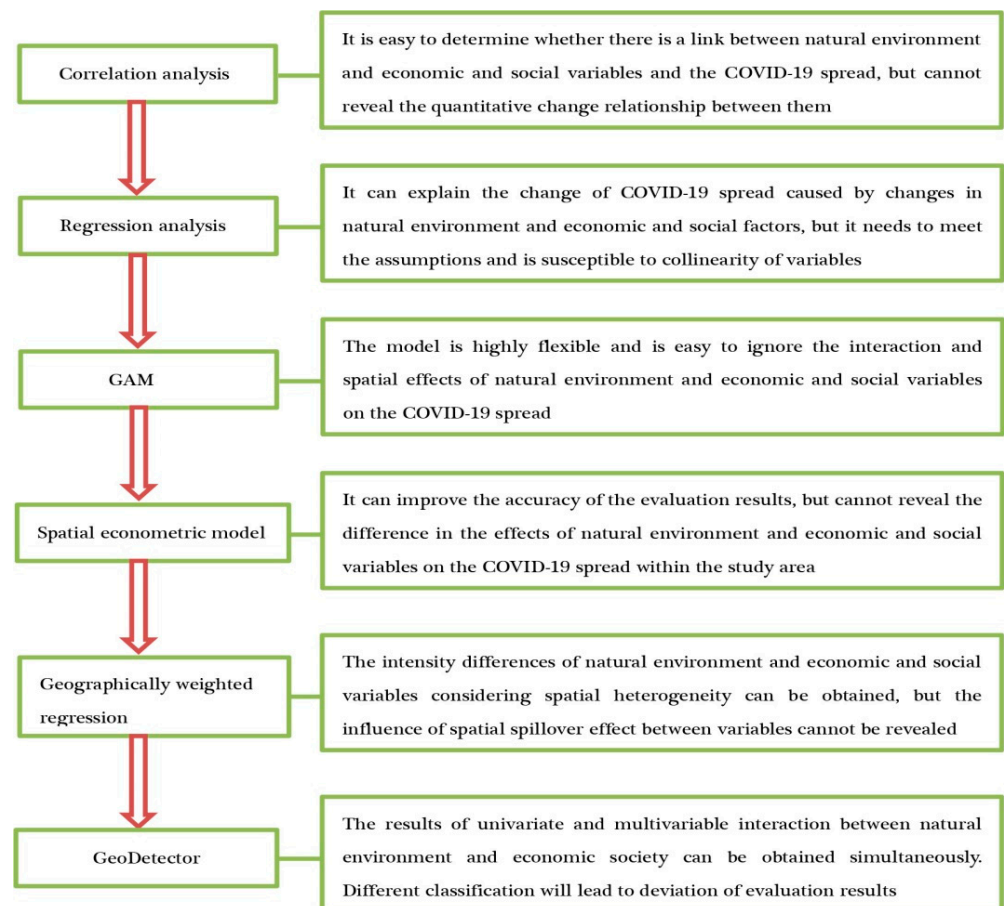 Correlation analysis
It is easy to determine whether there is a link between natural environment
and economic and social variables and the COVID-19 spread, but cannot
reveal the quantitative change relationship between them
Regression analysis
It can explain the change of COVID-19 spread caused by changes in
natural environment and economic and social factors, but it needs to meet
the assumptions and is susceptible to collinearity of variables
GAM
The model is highly flexible and is easy to ignore the interaction and
spatial effects of natural environment and economic and social variables
on the COVID-19 spread
Spatial econometric model
It can improve the accuracy of the evaluation results, but cannot reveal the
difference in the effects of natural environment and economic and social
variables on the COVID-19 spread within the study area
Geographically weighted
regression
The intensity differences of natural environment and economic and social
variables considering spatial heterogeneity can be obtained, but the
influence of spatial spillover effect between variables cannot be revealed
GeoDetector
The results of univariate and multivariable interaction between natural
environment and economic society can be obtained simultaneously.
Different classification will lead to deviation of evaluation results